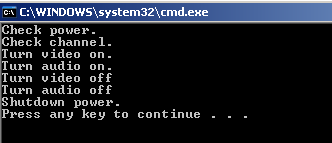 C:\WINDOWS\system32\cmd.exe
Check power.
Check channel.
Turn video on.
Turn audio on.
Turn video off
Turn audio off
Shutdown power.
Press any key to continue . . .